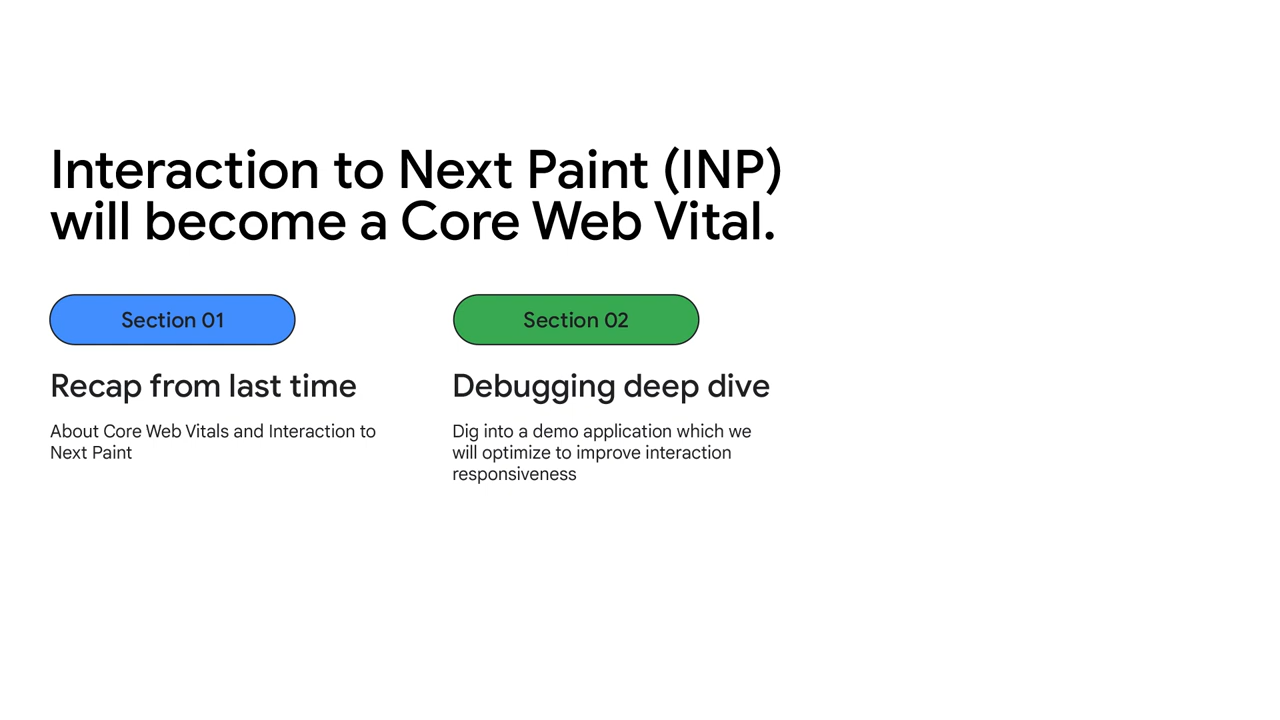 Interaction to Next Paint (INP)
will become a Core Web Vital.
Section 01
Recap from last time
About Core Web Vitals and Interaction to
Next Paint
Section 02
Debugging deep dive
Dig into a demo application which we
will optimize to improve interaction
responsiveness